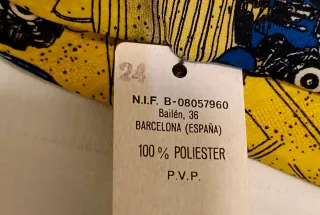 24
N.I.F. B-08057960
Bailén, 36
BARCELONA (ESPAÑA)
100 % POLIESTER
P.V.P.